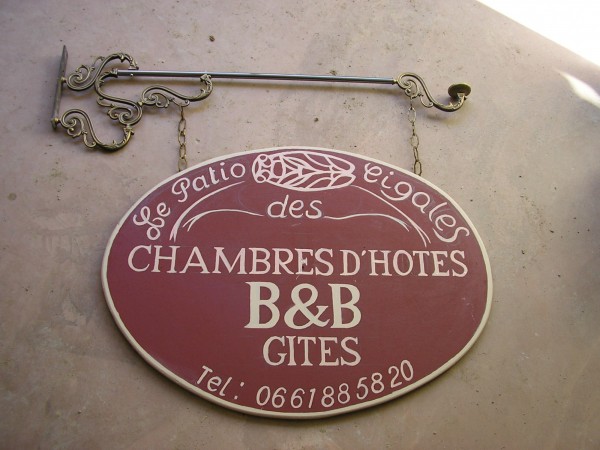 Le Patio des cigales
CHAMBRES D'HOTES
B&B
GITES
Tel: 0661885820